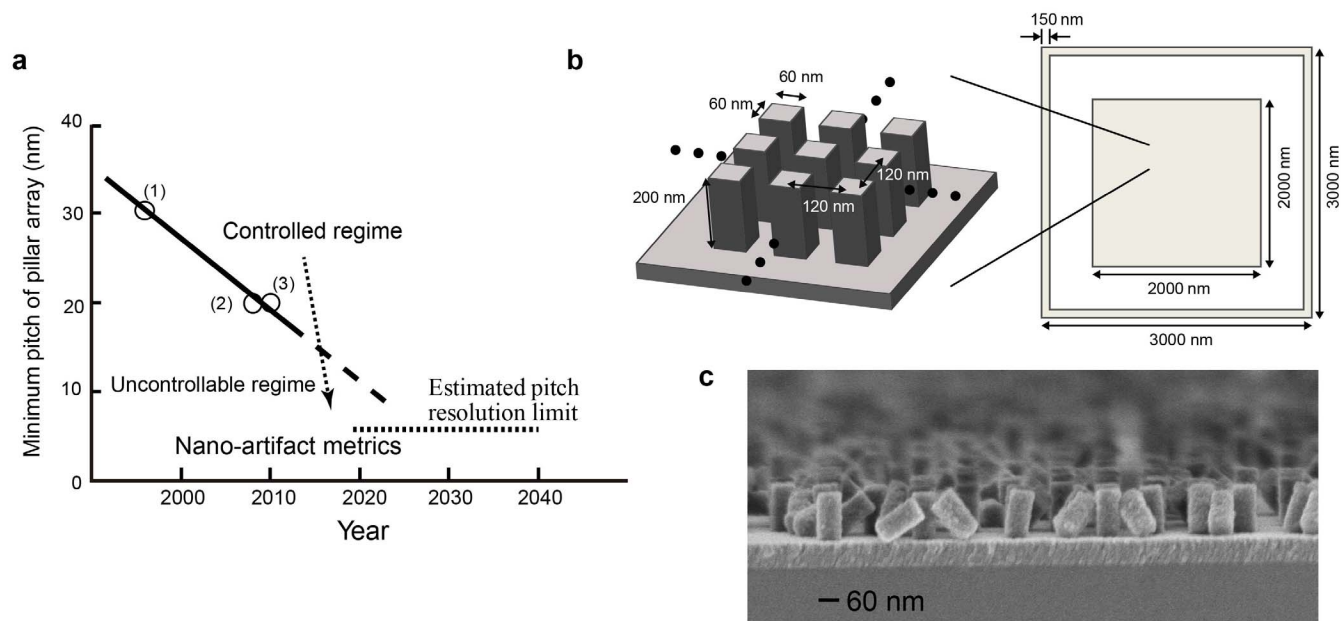 a
Minimum pitch of pillar array (nm)
40
30
20
10
0
(1)
(2)
(3)
Controlled regime
Uncontrollable regime
Estimated pitch
resolution limit
Nano-artifact metrics
2000
2010
2020
2030
2040
Year
b
60 nm
60 nm
200 nm
120 nm
120 nm
150 nm
2000 nm
3000 nm
2000 nm
3000 nm
c
60 nm